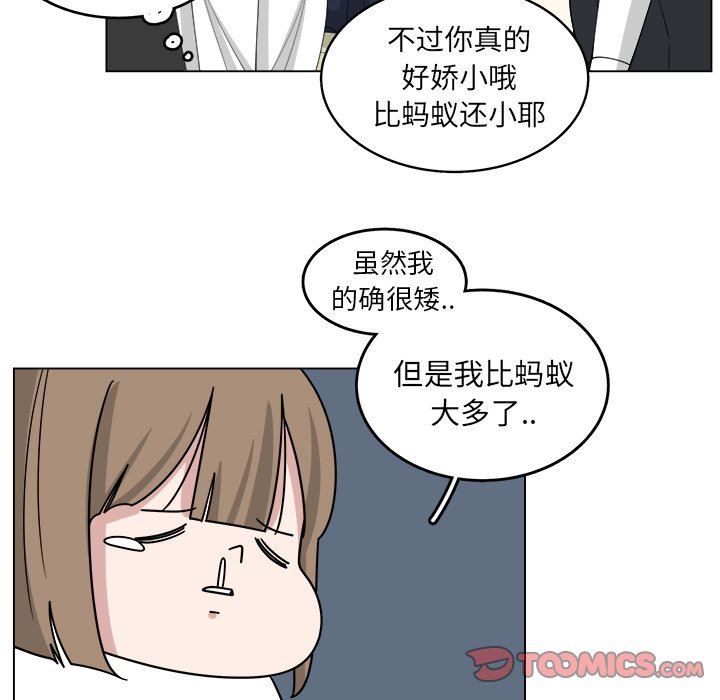 不过你真的
好娇小哦
比蚂蚁还小耶
虽然我
的确很矮..
但是我比蚂蚁
大多了..
TOOMICS.COM